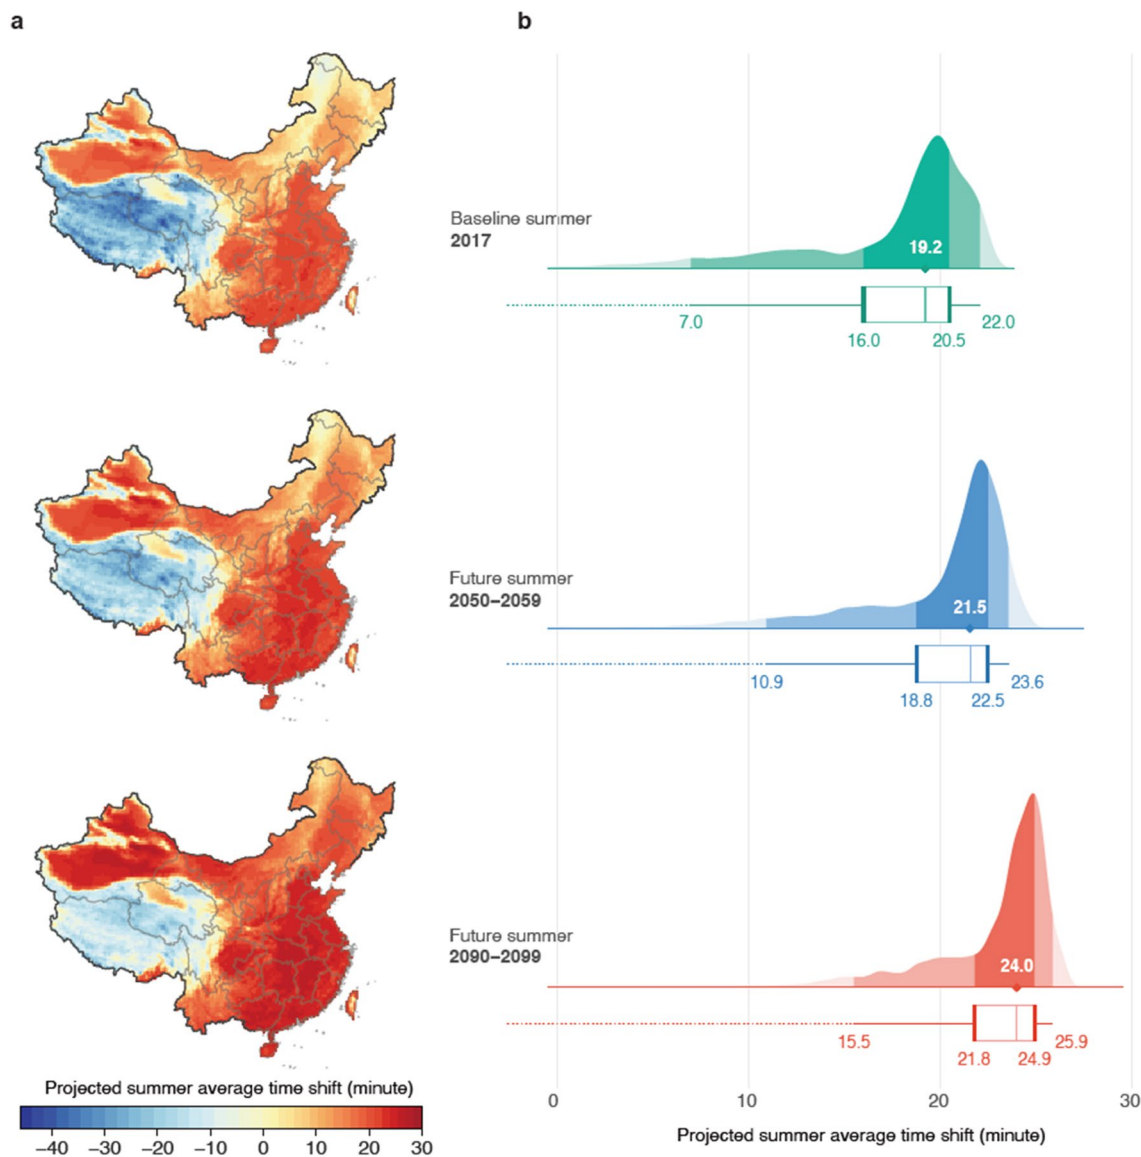 a
b
Baseline summer
2017
19.2
7.0
16.0
20.5
22.0
Future summer
2050–2059
21.5
10.9
18.8
22.5
23.6
Future summer
2090–2099
24.0
15.5
21.8
24.9
25.9
Projected summer average time shift (minute)
−40 −30 −20 −10 0 10 20 30
0 10 20 30
Projected summer average time shift (minute)